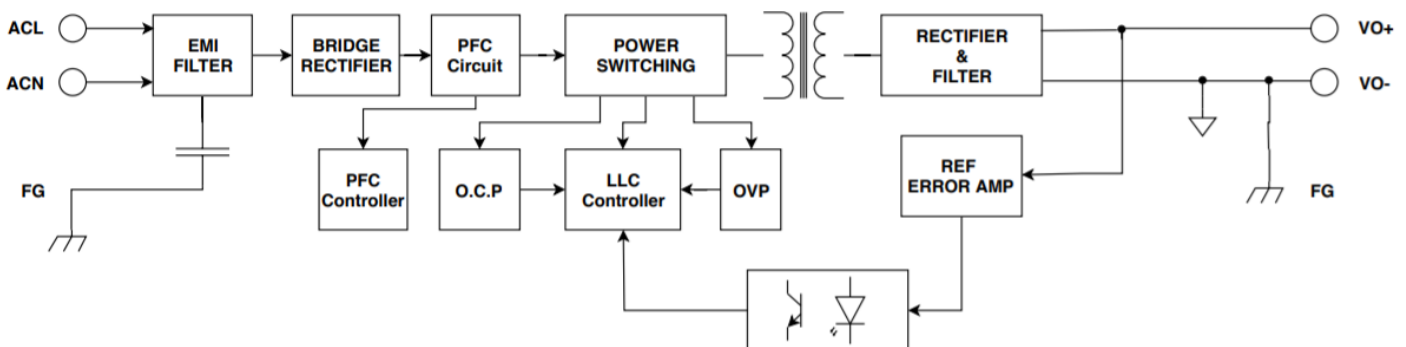 ACL
ACN
EMI
FILTER
BRIDGE
RECTIFIER
PFC
Circuit
POWER
SWITCHING
RECTIFIER
&
FILTER
VO+
VO-
FG
PFC
Controller
O.C.P
LLC
Controller
OVP
REF
ERROR AMP
FG